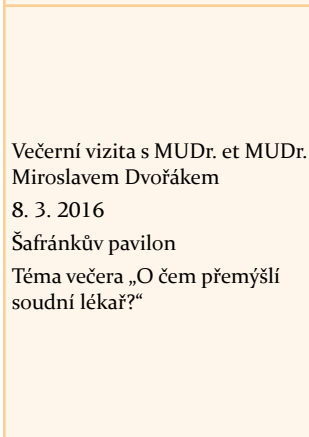 Večerní vizita s MUDr. et MUDr.
Miroslavem Dvořákem
8. 3. 2016
Šafránkův pavilon
Téma večera „O čem přemýšlí
soudní lékař?“